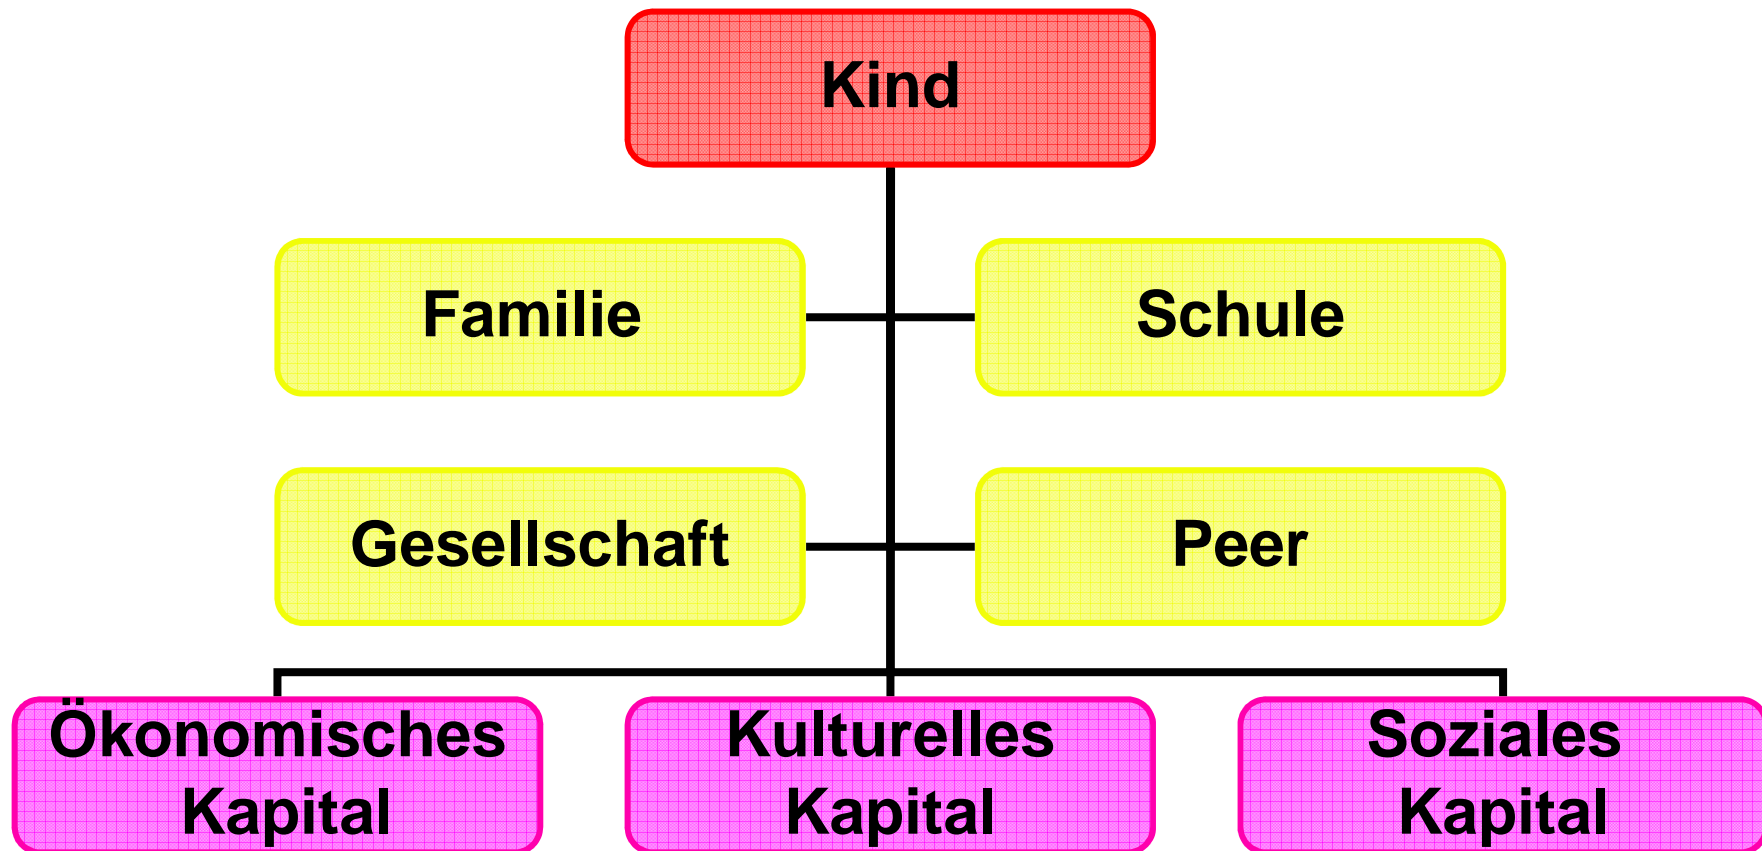 Kind
Familie
Schule
Gesellschaft
Peer
Ökonomisches
Kapital
Kulturelles
Kapital
Soziales
Kapital